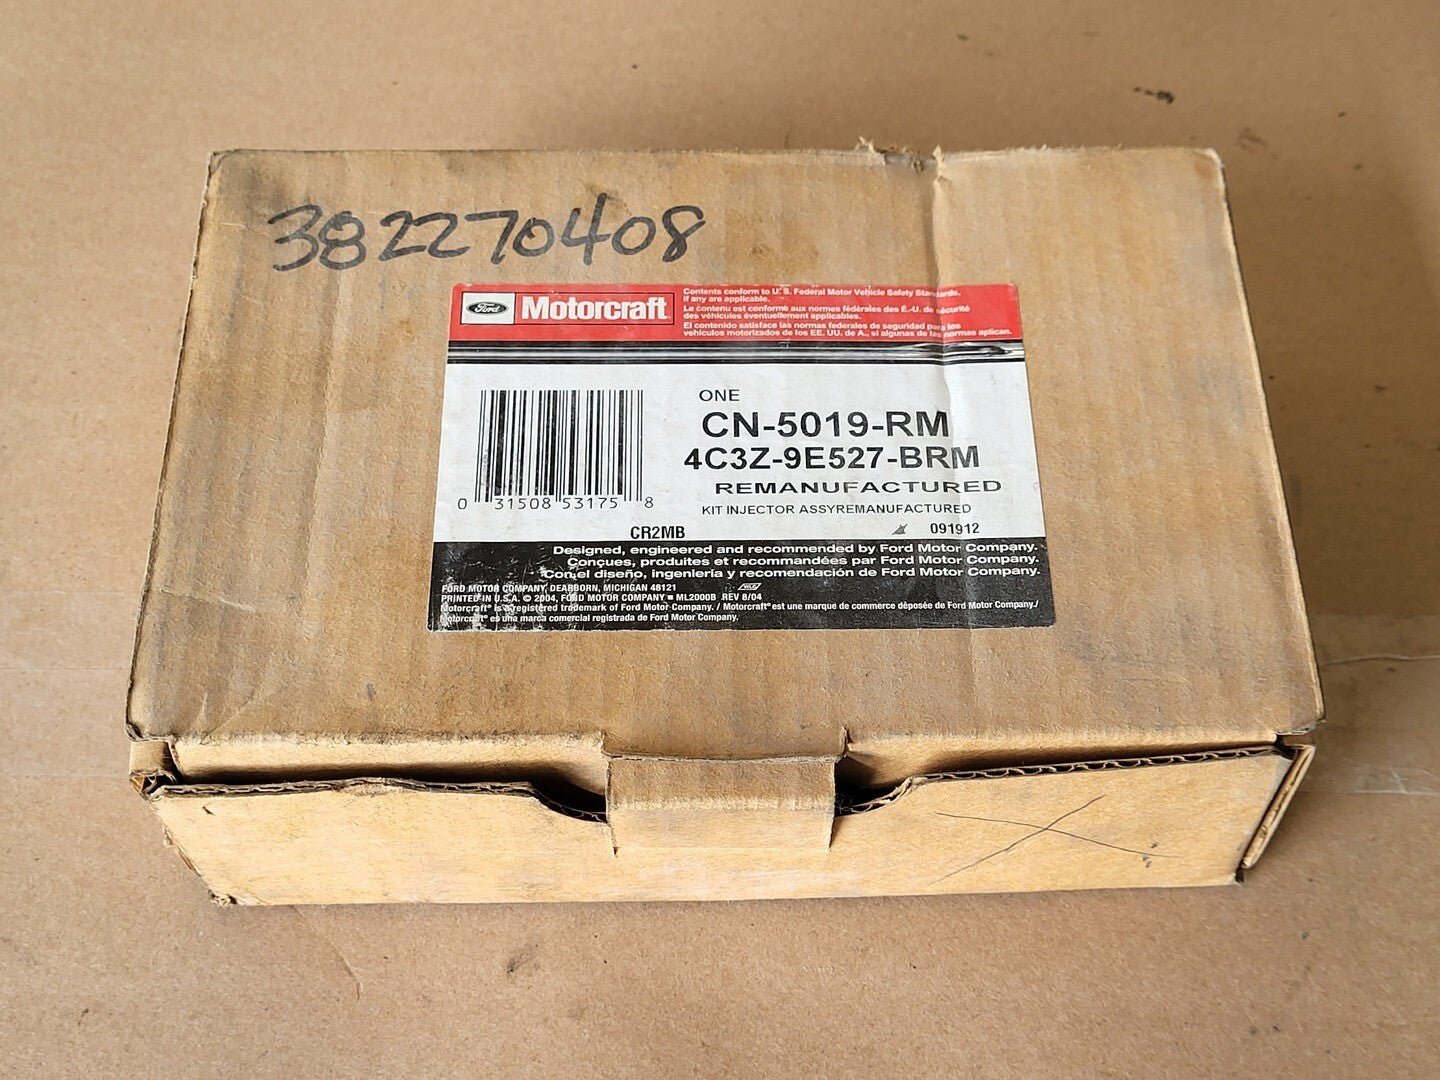 382270408
Ford Motorcraft
Contents conform to U. S. Federal Motor Vehicle Safety Standards,
if any are applicable.
Le contenu est conforme aux normes fédérales des É.-U. de sécurité
des véhicules éventuellement applicables.
El contenido satisface las normas federales de seguridad para los
vehículos motorizados de los EE. UU. de A., si algunas de las normas aplican.
ONE
CN-5019-RM
4C3Z-9E527-BRM
REMANUFACTURED
KIT INJECTOR ASSYREMANUFACTURED
0 31508 53175 8
CR2MB 091912
Designed, engineered and recommended by Ford Motor Company.
Conçues, produites et recommandées par Ford Motor Company.
Con el diseño, ingeniería y recomendación de Ford Motor Company.
FORD MOTOR COMPANY, DEARBORN, MICHIGAN 48121
PRINTED IN U.S.A. © 2004, FORD MOTOR COMPANY ■ ML2000B REV 8/04
Motorcraft® is a registered trademark of Ford Motor Company. / Motorcraft® est une marque de commerce déposée de Ford Motor Company./
Motorcraft® es una marca comercial registrada de Ford Motor Company.